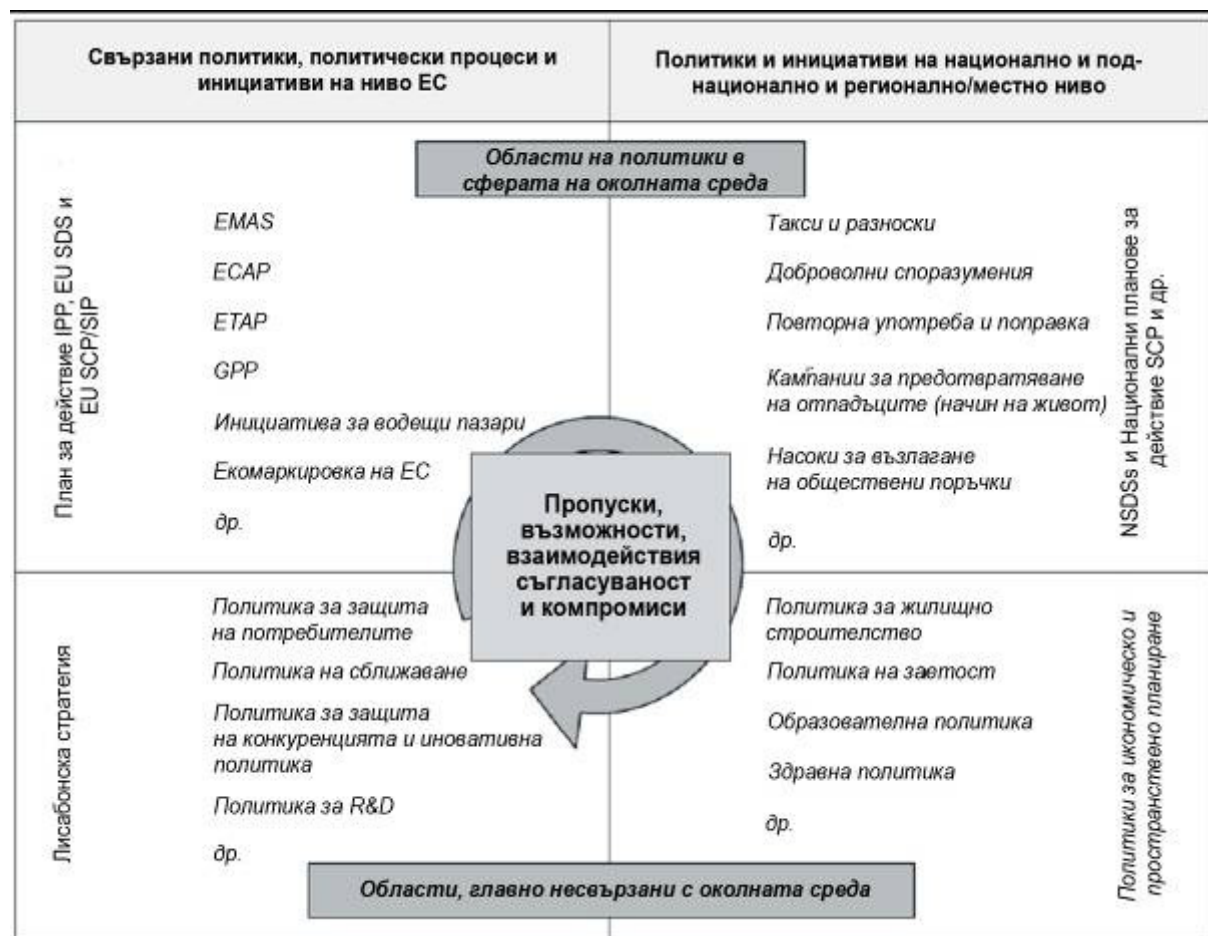 Свързани политики, политически процеси и
инициативи на ниво ЕС
Политики и инициативи на национално и под-
национално и регионално/местно ниво
Области на политики в
сферата на околната среда
План за действие IPP, EU SDS и
EU SCP/SIP
EMAS
ECAP
ETAP
GPP
Инициатива за водещи пазари
Екомаркировка на ЕС
др.
Такси и разноски
Доброволни споразумения
Повторна употреба и поправка
Кампании за предотвратяване
на отпадъците (начин на живот)
Насоки за възлагане
на обществени поръчки
др.
NSDSs и Национални планове за
действие SCP и др.
Пропуски,
възможности,
взаимодействия
съгласуваност
и компромиси
Лисабонска стратегия
Политика за защита
на потребителите
Политика на сближаване
Политика за защита
на конкуренцията и иновативна
политика
Политика за R&D
др.
Политика за жилищно
строителство
Политика на заетост
Образователна политика
Здравна политика
др.
Политики за икономическо и
пространствено планиране
Области, главно несвързани с околната среда